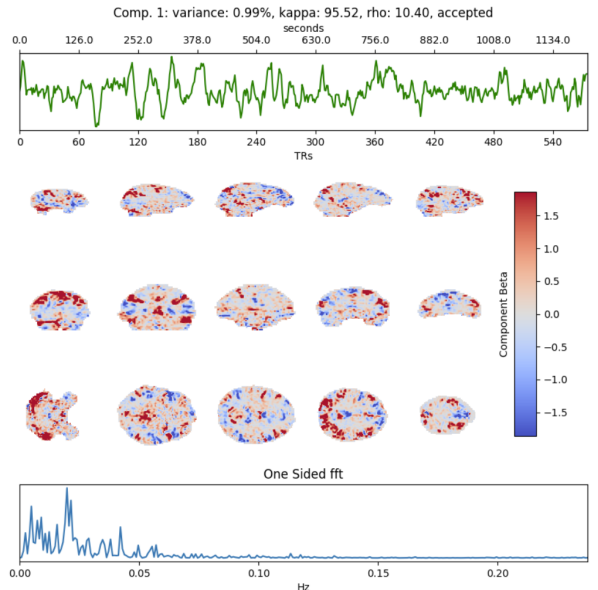 Comp. 1: variance: 0.99%, kappa: 95.52, rho: 10.40, accepted
seconds
0.0 126.0 252.0 378.0 504.0 630.0 756.0 882.0 1008.0 1134.0
0 60 120 180 240 300 360 420 480 540
TRs
1.5
1.0
0.5
0.0
−0.5
−1.0
−1.5
Component Beta
One Sided fft
0.00 0.05 0.10 0.15 0.20
Hz